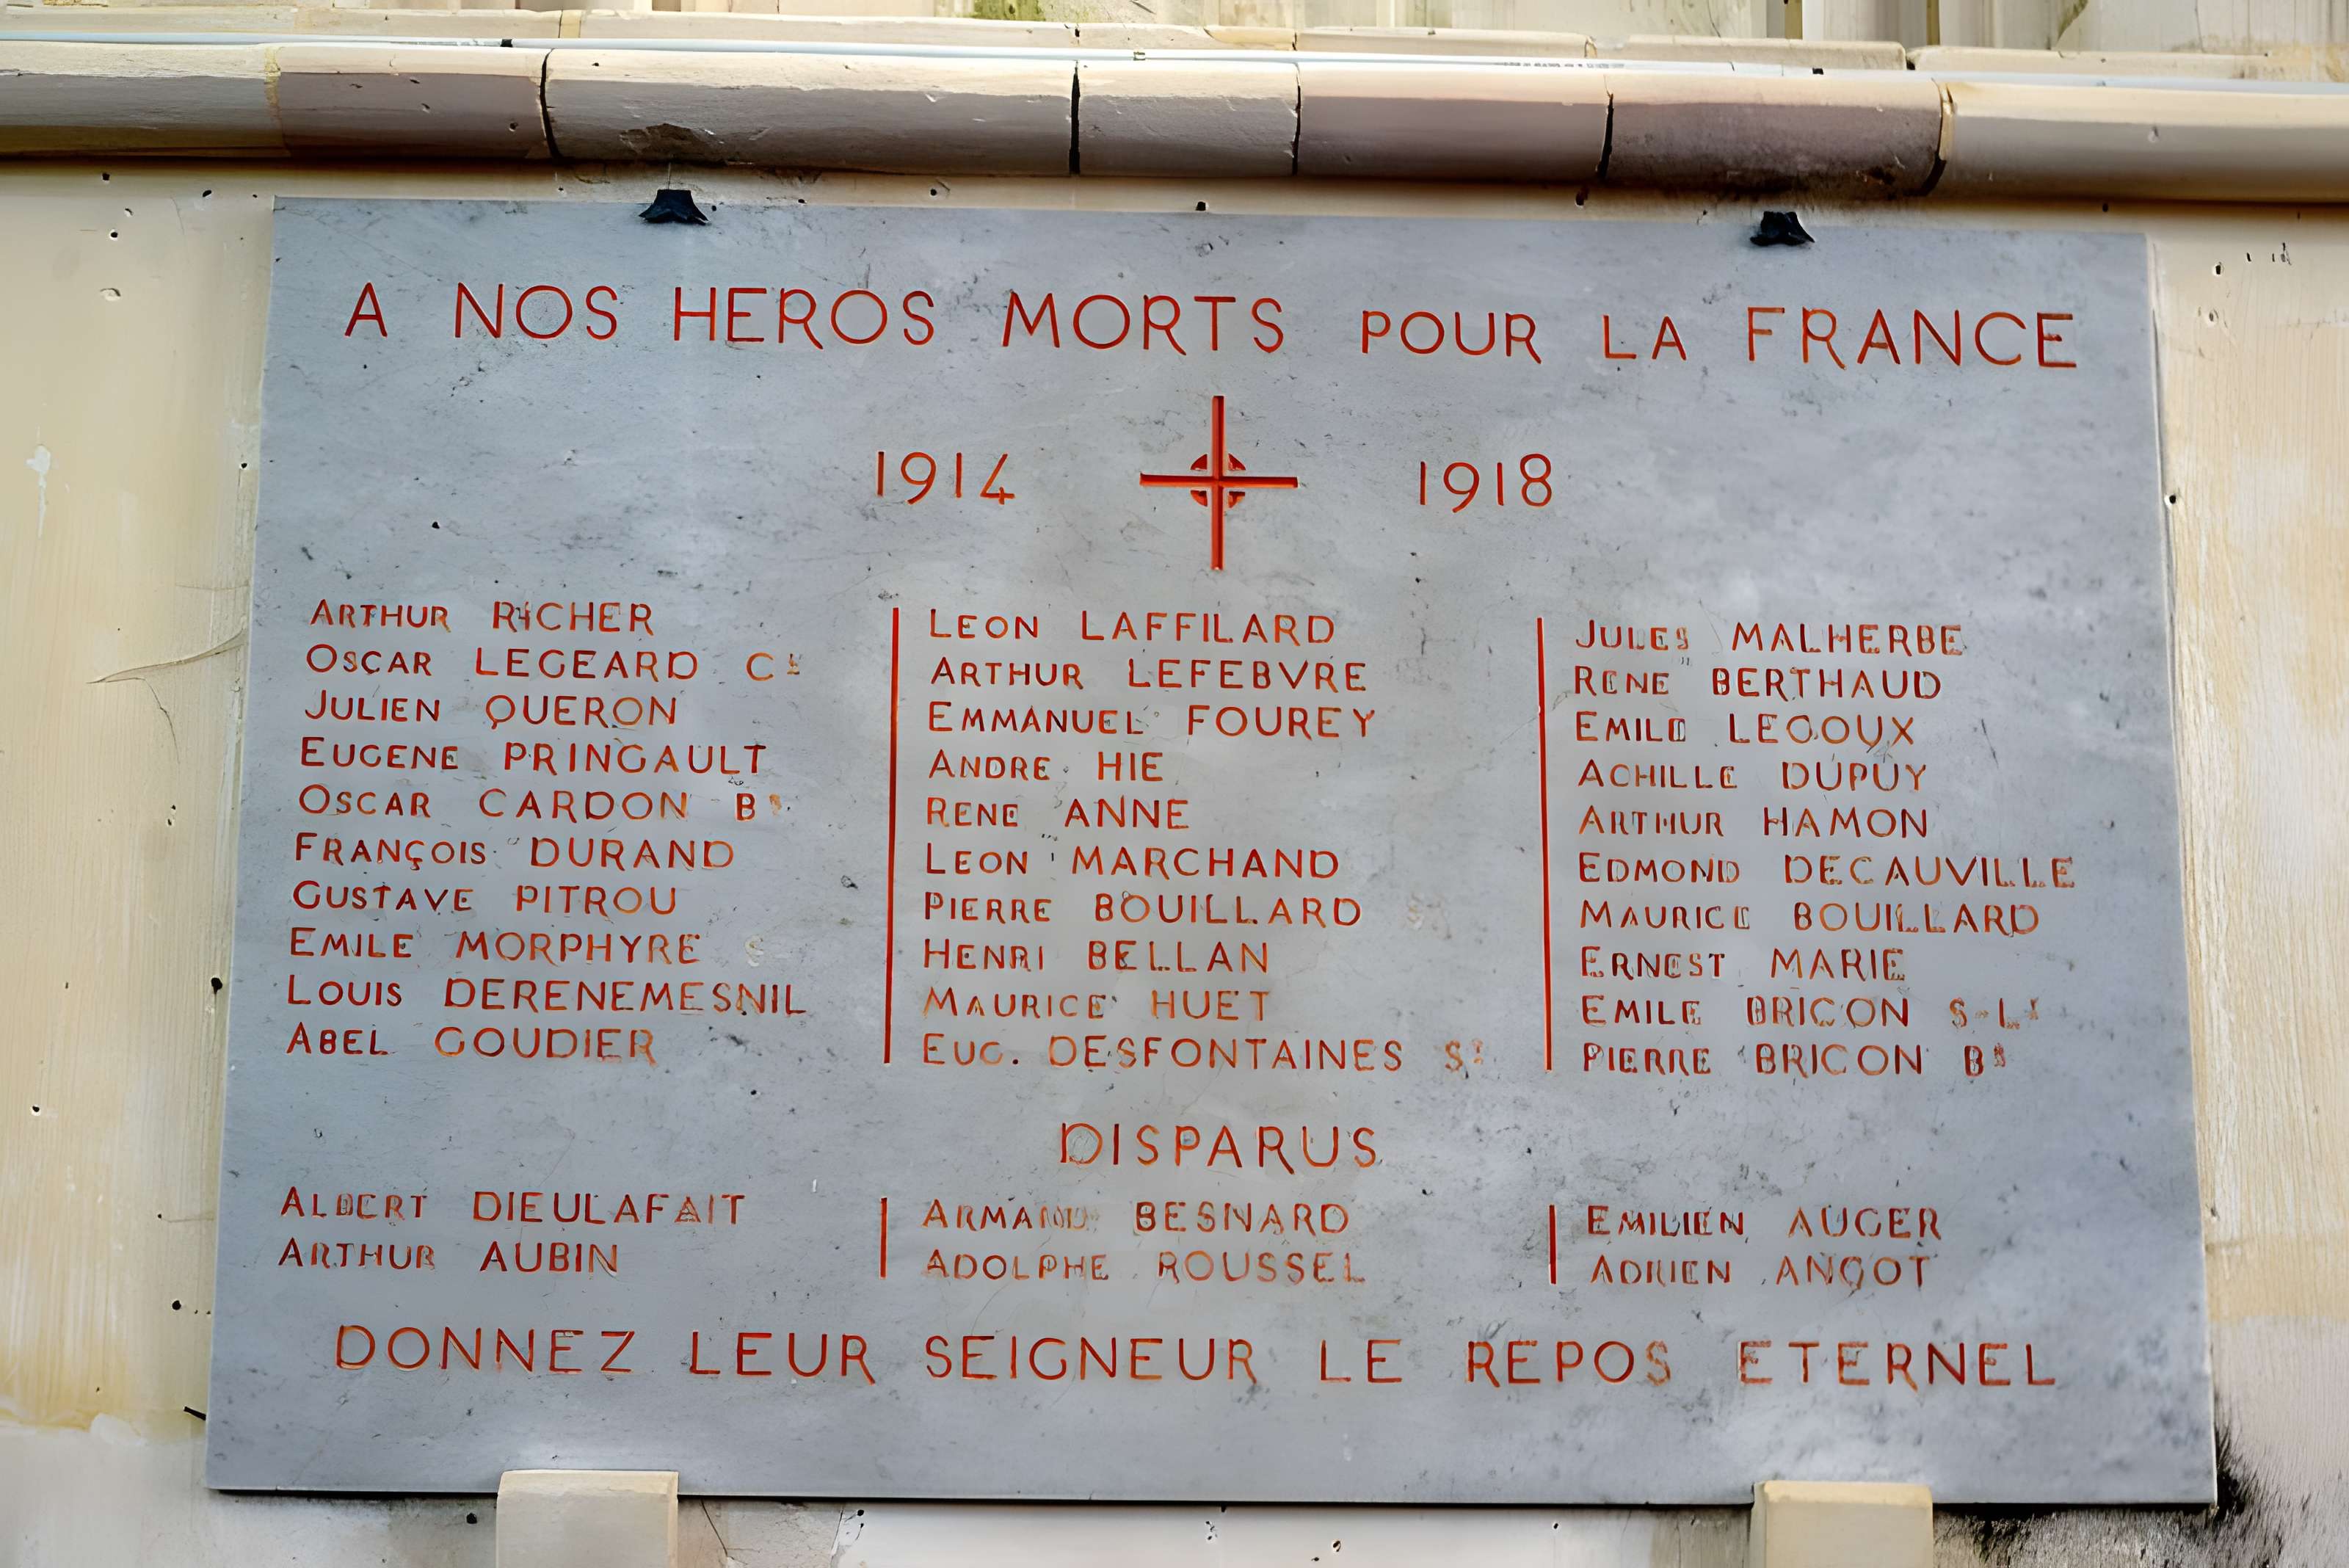 A NOS HEROS MORTS POUR LA FRANCE
1914 1918
ARTHUR RICHER
OSCAR LEGEARD
JULIEN QUERON
EUGENE PRINGAULT
OSCAR CARDON
FRANÇOIS DURAND
GUSTAVE PITROU
EMILE MORPHYRE
LOUIS DERENEMESNIL
ABEL GOUDIER
LEON LAFFILARD
ARTHUR LEFEBVRE
EMMANUEL FOUREY
ANDRE HIE
RENE ANNE
LEON MARCHAND
PIERRE BOUILLARD
HENRI BELLAN
MAURICE HUET
EUG. DESFONTAINES
JULES MALHERBE
RENE BERTHAUD
EMILE LECOUX
ACHILLE DUPUY
ARTHUR HAMON
EDMOND DECAUVILLE
MAURICE BOUILLARD
ERNEST MARIE
EMILE BRICON
PIERRE BRICON
DISPARUS
ALBERT DIEULAFAIT
ARTHUR AUBIN
ARMAND BESNARD
ADOLPHE ROUSSEL
EMILIEN AUGER
ADRIEN ANGOT
DONNEZ LEUR SEIGNEUR LE REPOS ETERNEL